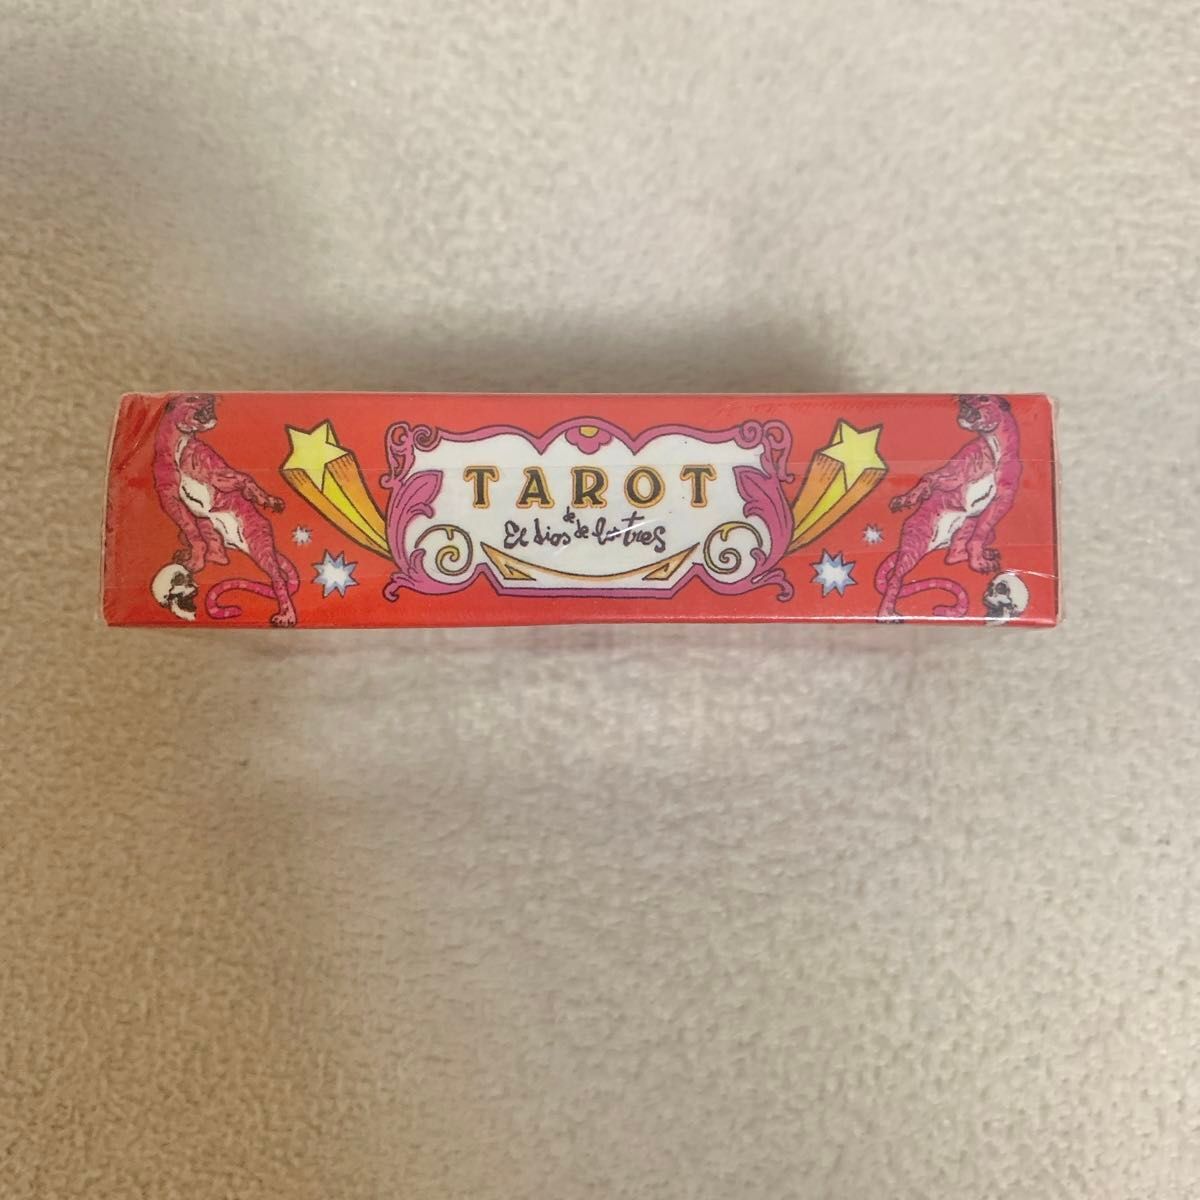 TAROT
de
El dios de los tres